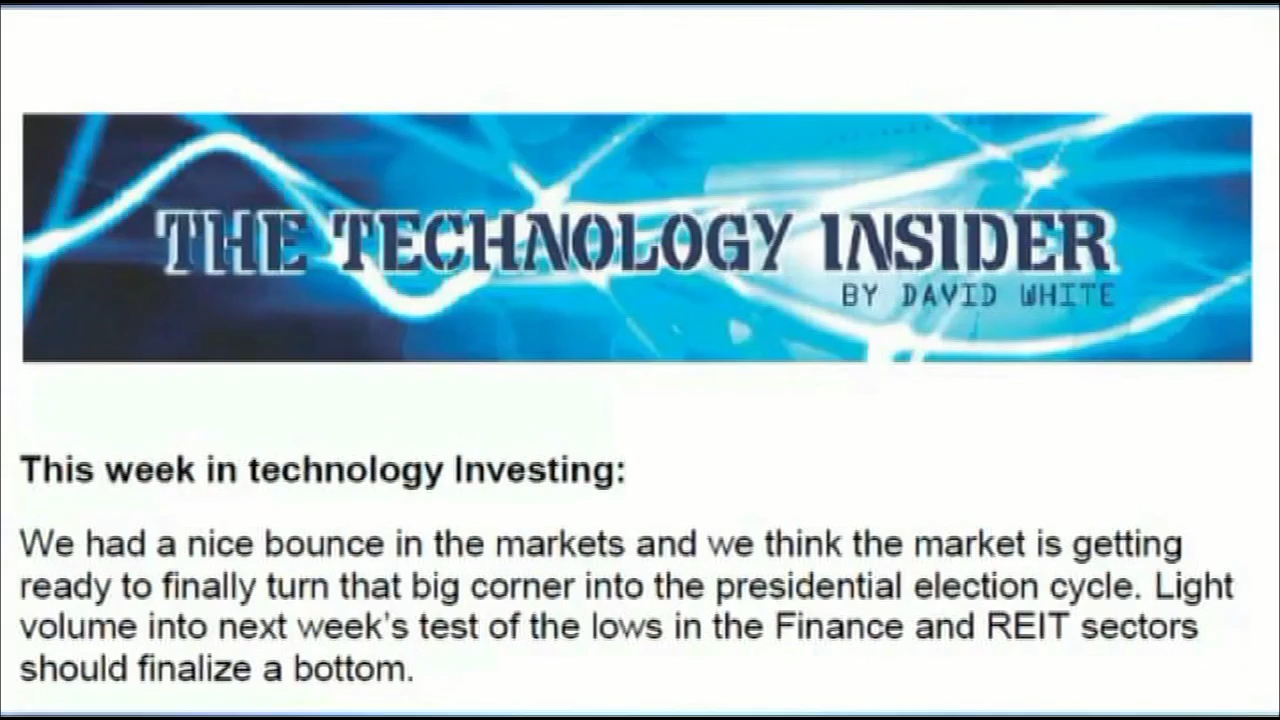 THE TECHNOLOGY INSIDER
BY DAVID WHITE
This week in technology Investing:
We had a nice bounce in the markets and we think the market is getting
ready to finally turn that big corner into the presidential election cycle. Light
volume into next week's test of the lows in the Finance and REIT sectors
should finalize a bottom.